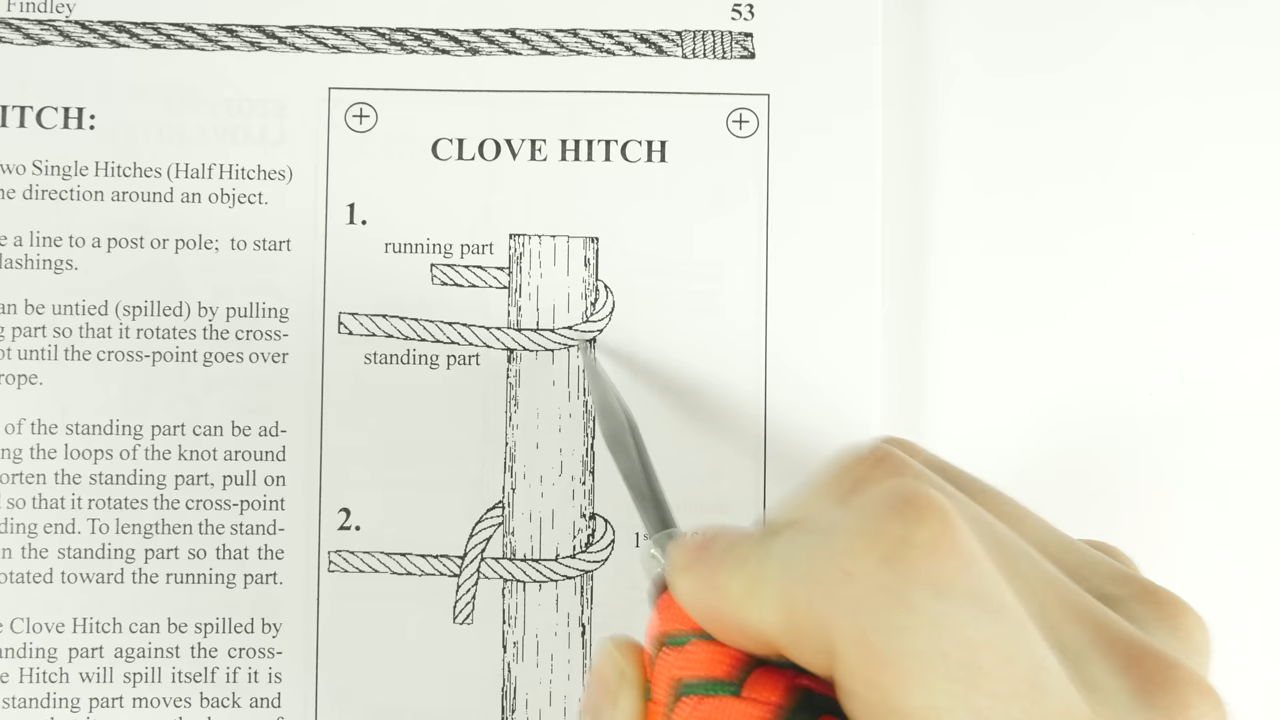 Findley
53
ITCH:
wo Single Hitches (Half Hitches)
ne direction around an object.
e a line to a post or pole; to start
lashings.
an be untied (spilled) by pulling
g part so that it rotates the cross-
ot until the cross-point goes over
rope.
of the standing part can be ad-
ng the loops of the knot around
orten the standing part, pull on
so that it rotates the cross-point
ding end. To lengthen the stand-
n the standing part so that the
otated toward the running part.
e Clove Hitch can be spilled by
anding part against the cross-
e Hitch will spill itself if it is
standing part moves back and
CLOVE HITCH
1.
running part
standing part
2.
1s